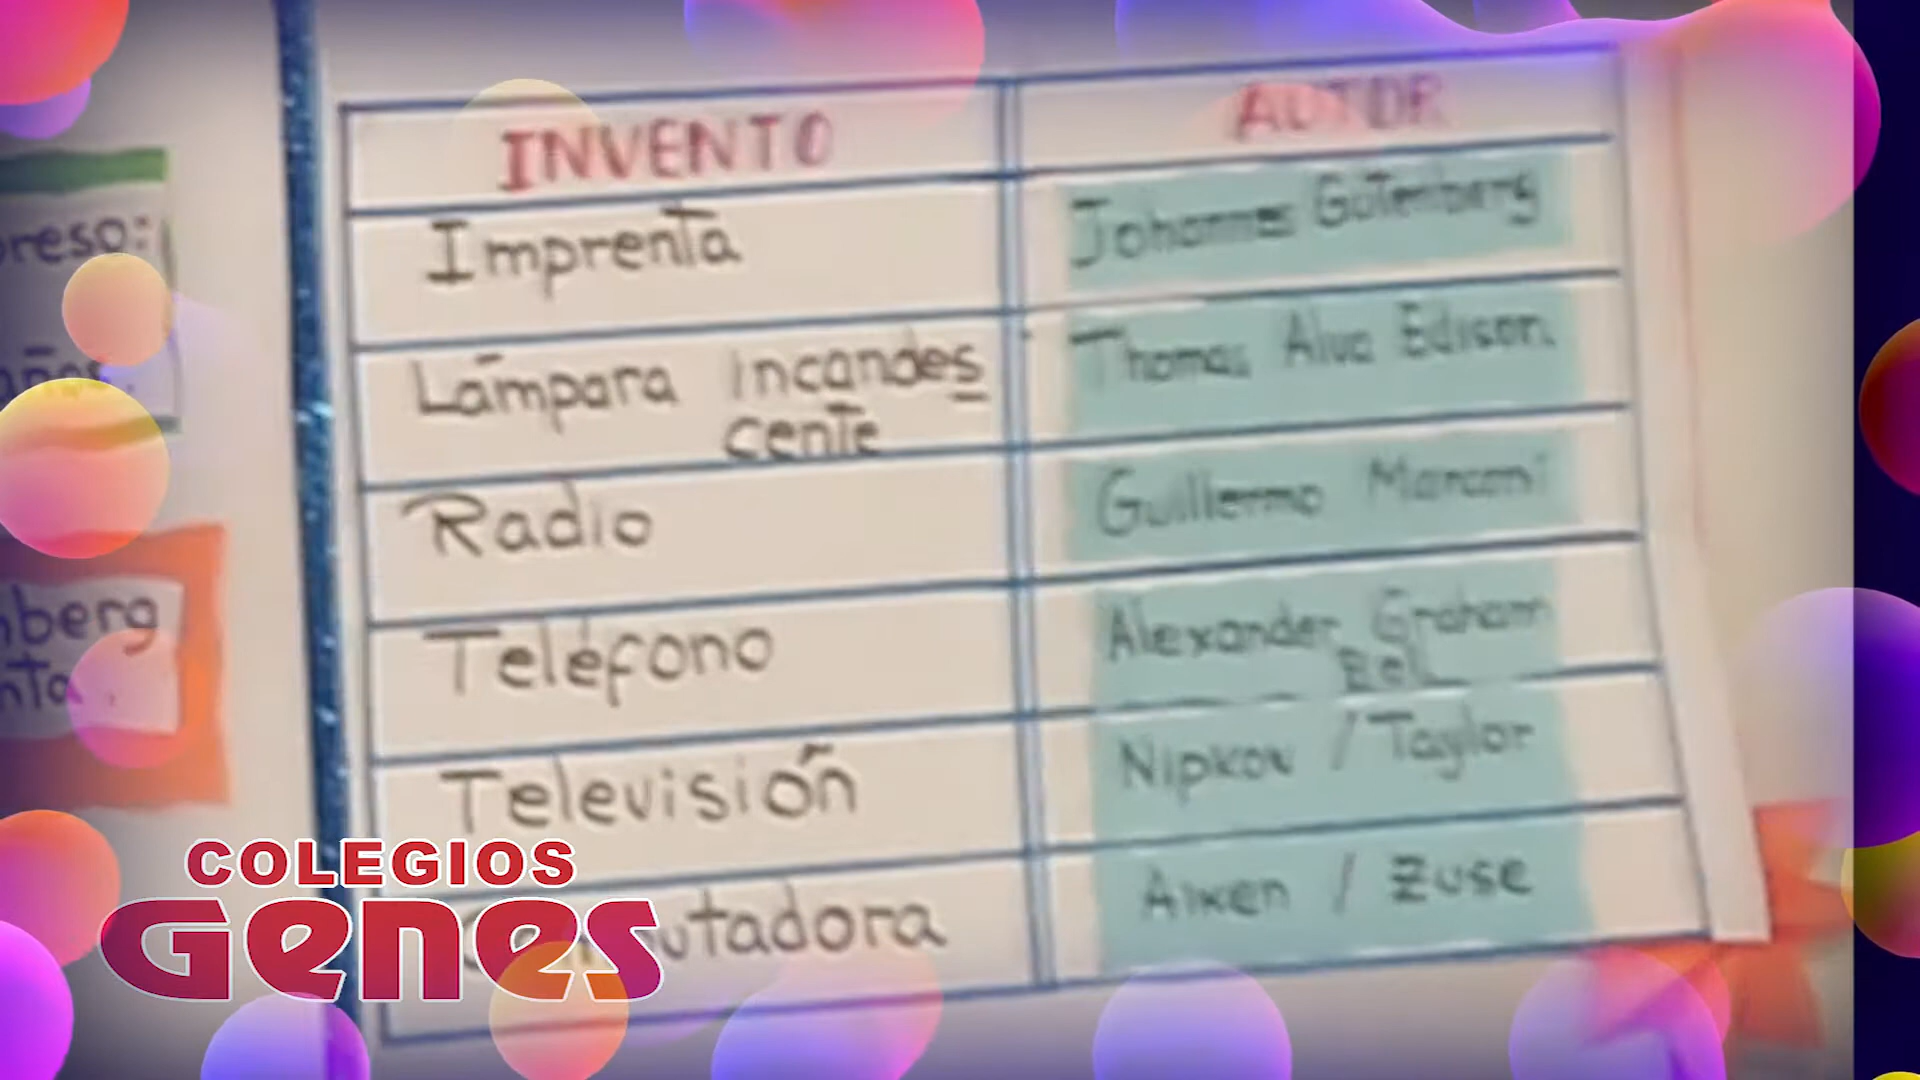 INVENTO AUTOR
Imprenta Johannes Gutenberg
Lámpara incandes
cente Thomas Alva Edison.
Radio Guillermo Marconi
Teléfono Alexander Graham
Bell
Televisión Nipkow / Taylor
utadora Aiken / Zuse
reso:
años.
nberg
nta.
COLEGIOS
GENES